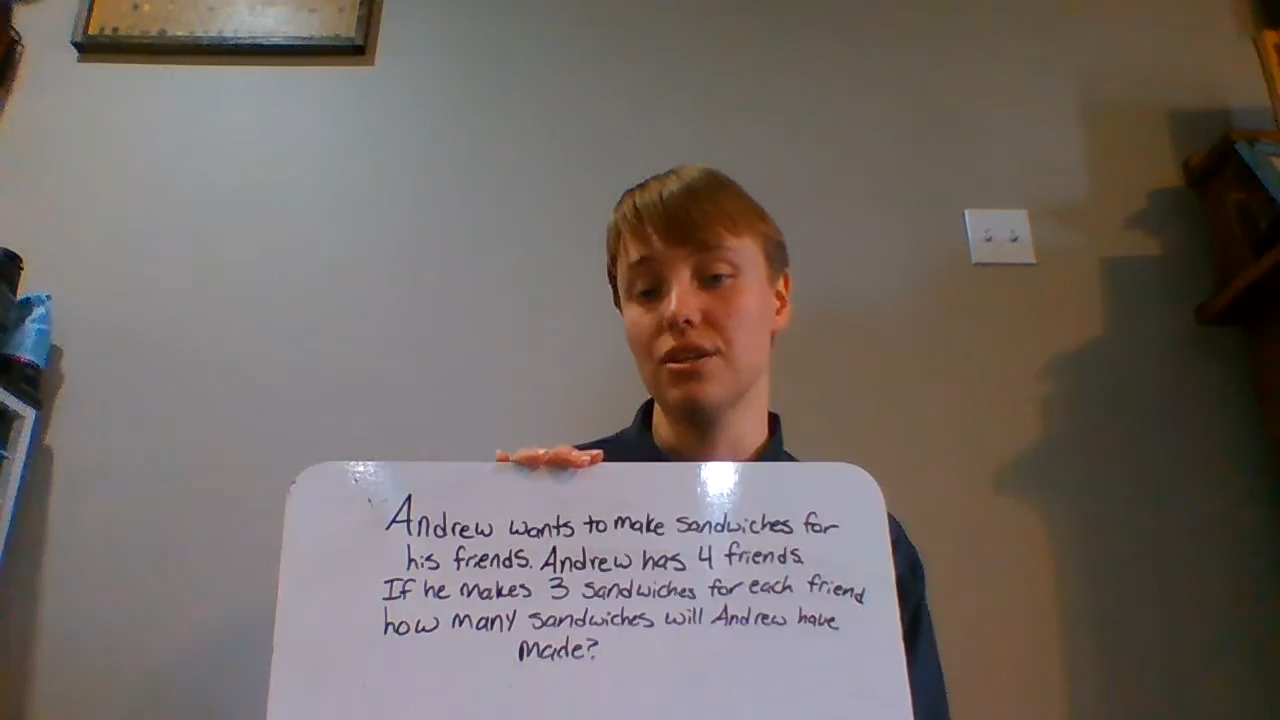 Andrew wants to make sandwiches for
his frends. Andrew has 4 friends.
If he makes 3 sandwiches for each friend
how many sandwiches will Andrew have
made?